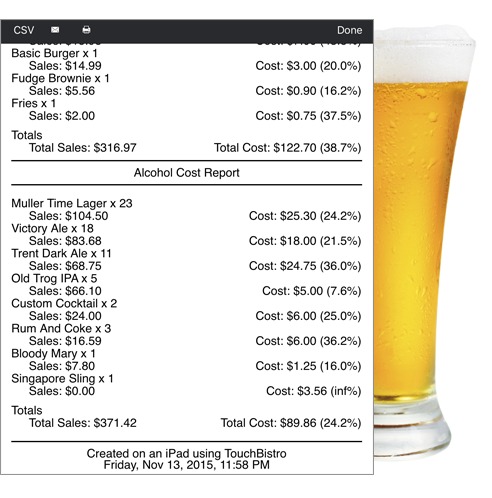 CSV Done
Basic Burger x 1
Sales: $14.99 Cost: $3.00 (20.0%)
Fudge Brownie x 1
Sales: $5.56 Cost: $0.90 (16.2%)
Fries x 1
Sales: $2.00 Cost: $0.75 (37.5%)
Totals
Total Sales: $316.97 Total Cost: $122.70 (38.7%)
Alcohol Cost Report
Muller Time Lager x 23
Sales: $104.50 Cost: $25.30 (24.2%)
Victory Ale x 18
Sales: $83.68 Cost: $18.00 (21.5%)
Trent Dark Ale x 11
Sales: $68.75 Cost: $24.75 (36.0%)
Old Trog IPA x 5
Sales: $66.10 Cost: $5.00 (7.6%)
Custom Cocktail x 2
Sales: $24.00 Cost: $6.00 (25.0%)
Rum And Coke x 3
Sales: $16.59 Cost: $6.00 (36.2%)
Bloody Mary x 1
Sales: $7.80 Cost: $1.25 (16.0%)
Singapore Sling x 1
Sales: $0.00 Cost: $3.56 (inf%)
Totals
Total Sales: $371.42 Total Cost: $89.86 (24.2%)
Created on an iPad using TouchBistro
Friday, Nov 13, 2015, 11:58 PM